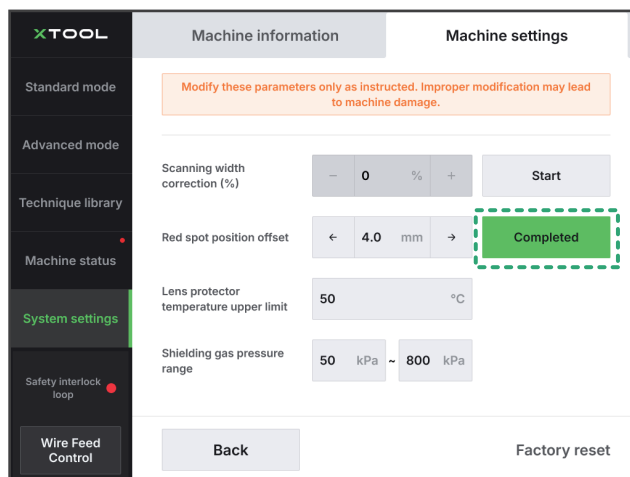 XTOOL
Machine information
Machine settings
Standard mode
Advanced mode
Technique library
Machine status
System settings
Safety interlock
loop
Wire Feed
Control
Modify these parameters only as instructed. Improper modification may lead
to machine damage.
Scanning width
correction (%)
− 0 % +
Start
Red spot position offset
← 4.0 mm →
Completed
Lens protector
temperature upper limit
50 °C
Shielding gas pressure
range
50 kPa ~ 800 kPa
Back
Factory reset